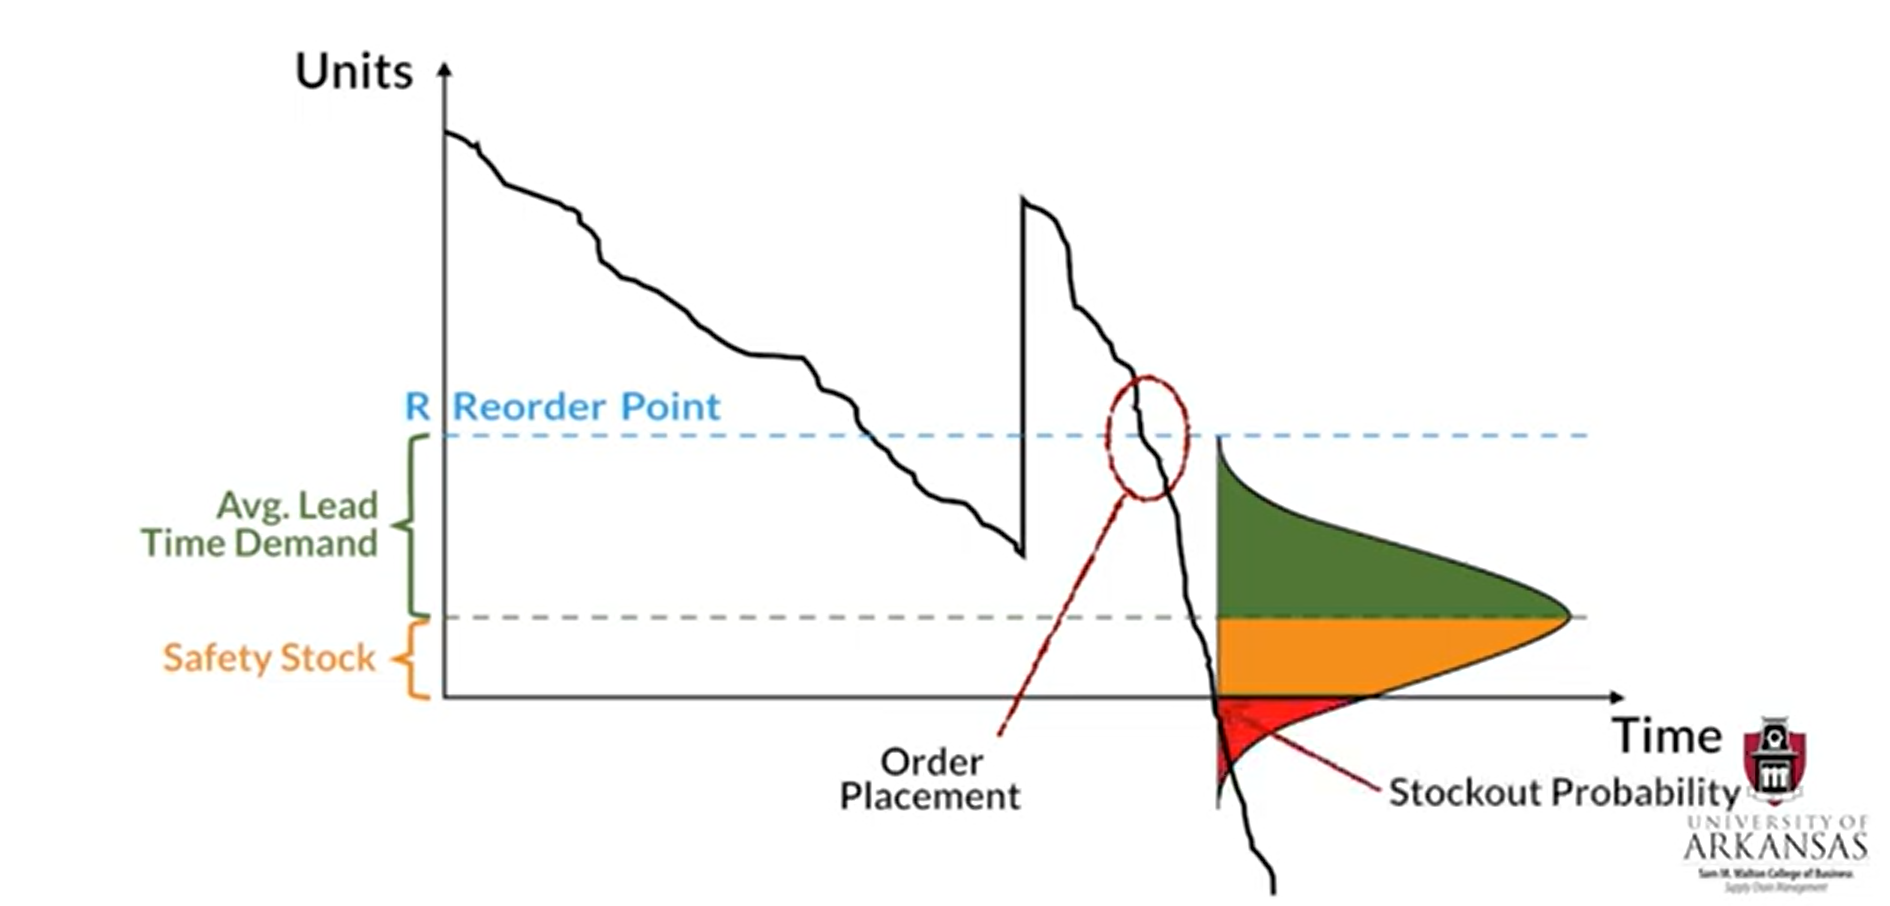 Units
R Reorder Point
Avg. Lead
Time Demand
Safety Stock
Time
Order
Placement
Stockout Probability
UNIVERSITY OF
ARKANSAS
Sam M. Walton College of Business
Supply Chain Management